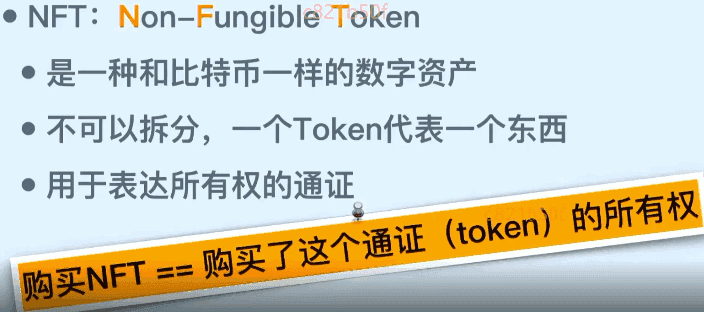 NFT：Non-Fungible Token
是一种和比特币一样的数字资产
不可以拆分，一个Token代表一个东西
用于表达所有权的通证
购买NFT == 购买了这个通证（token）的所有权